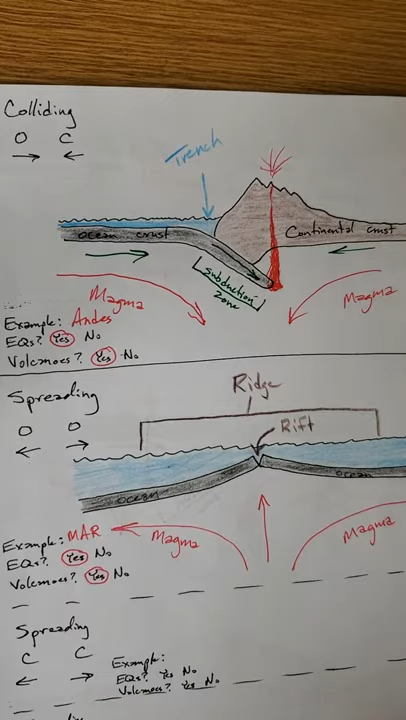 Colliding
O C
Trench
ocean crust
Continental crust
Subduction
zone
Magma
Magma
Example: Andes
EQs? Yes No
Volcanoes? Yes No
Spreading
O O
Ridge
Rift
ocean
ocean
Example: MAR
Magma
Magma
EQs? Yes No
Volcanoes? Yes No
Spreading
C C
Example:
EQs? Yes No
Volcanoes? Yes No